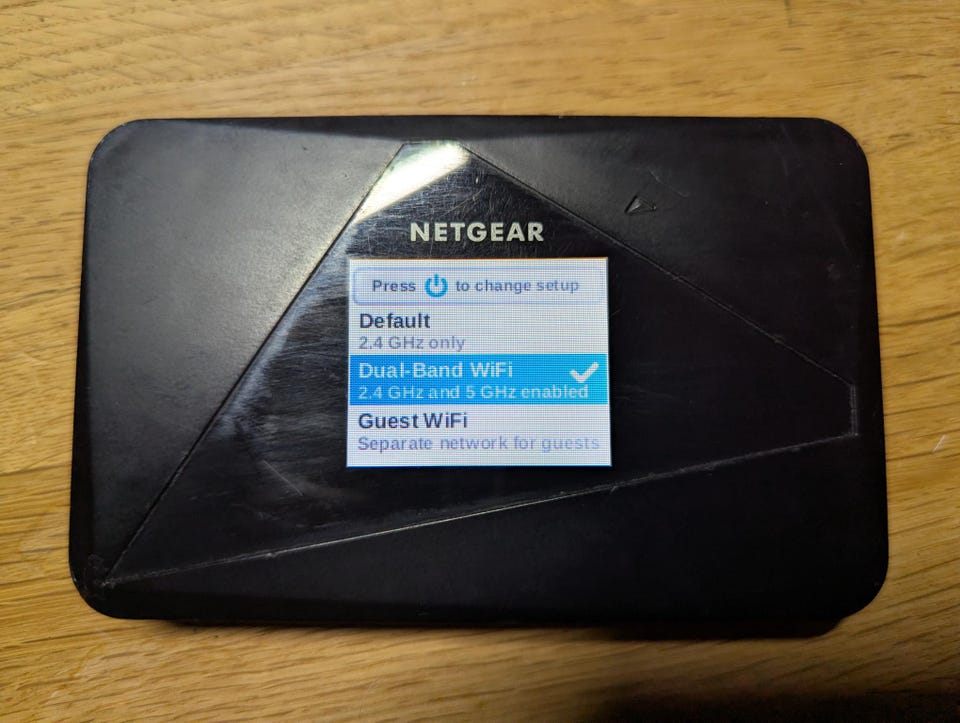 NETGEAR
Press to change setup
Default
2.4 GHz only
Dual-Band WiFi
2.4 GHz and 5 GHz enabled
Guest WiFi
Separate network for guests